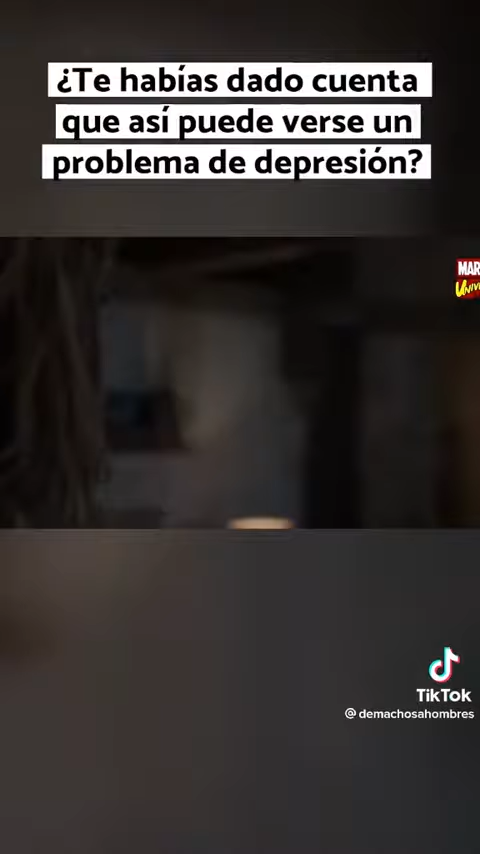 ¿Te habías dado cuenta
que así puede verse un
problema de depresión?
TikTok
@ demachosahombres